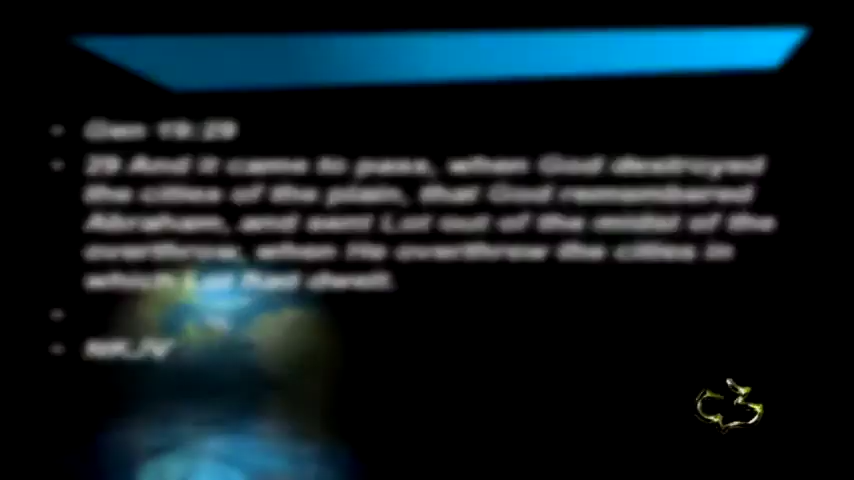 - Gen 19:29
- 29 And it came to pass, when God destroyed
the cities of the plain, that God remembered
Abraham, and sent Lot out of the midst of the
overthrow, when He overthrew the cities in
which Lot had dwelt.
-
- NKJV
C3